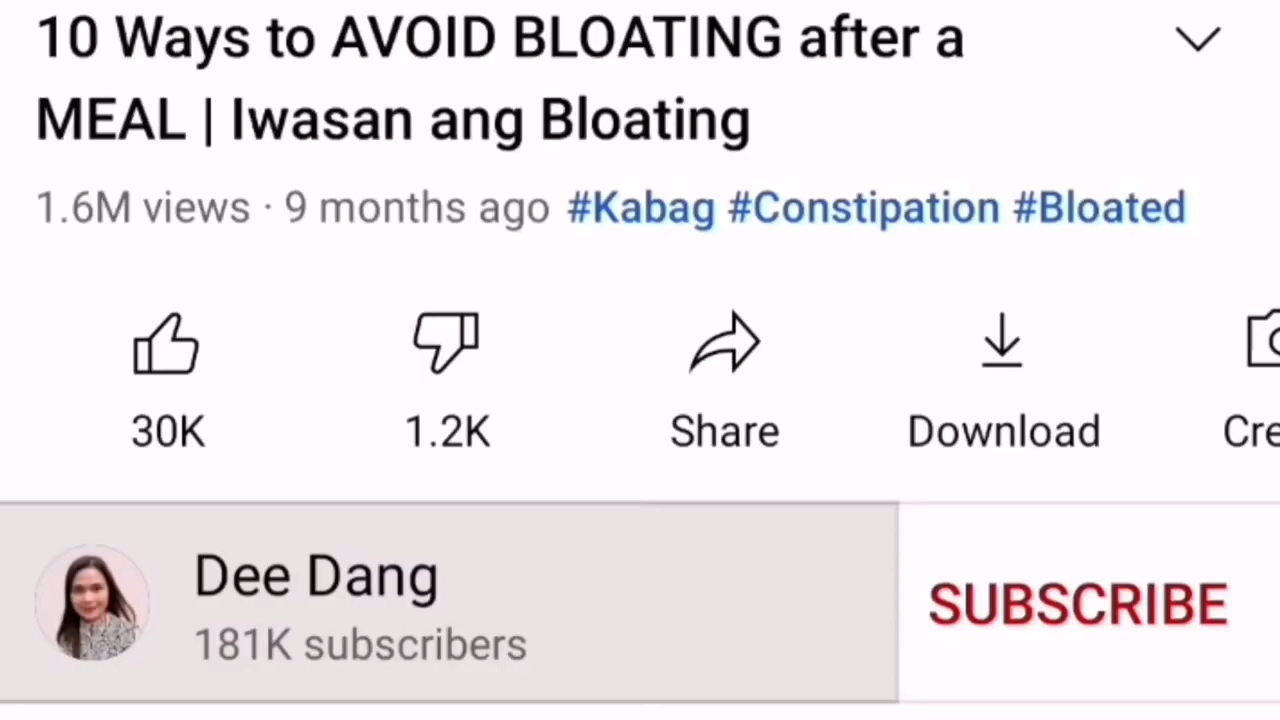 10 Ways to AVOID BLOATING after a
MEAL | Iwasan ang Bloating
1.6M views · 9 months ago #Kabag #Constipation #Bloated
30K 1.2K Share Download Cre
Dee Dang
181K subscribers
SUBSCRIBE